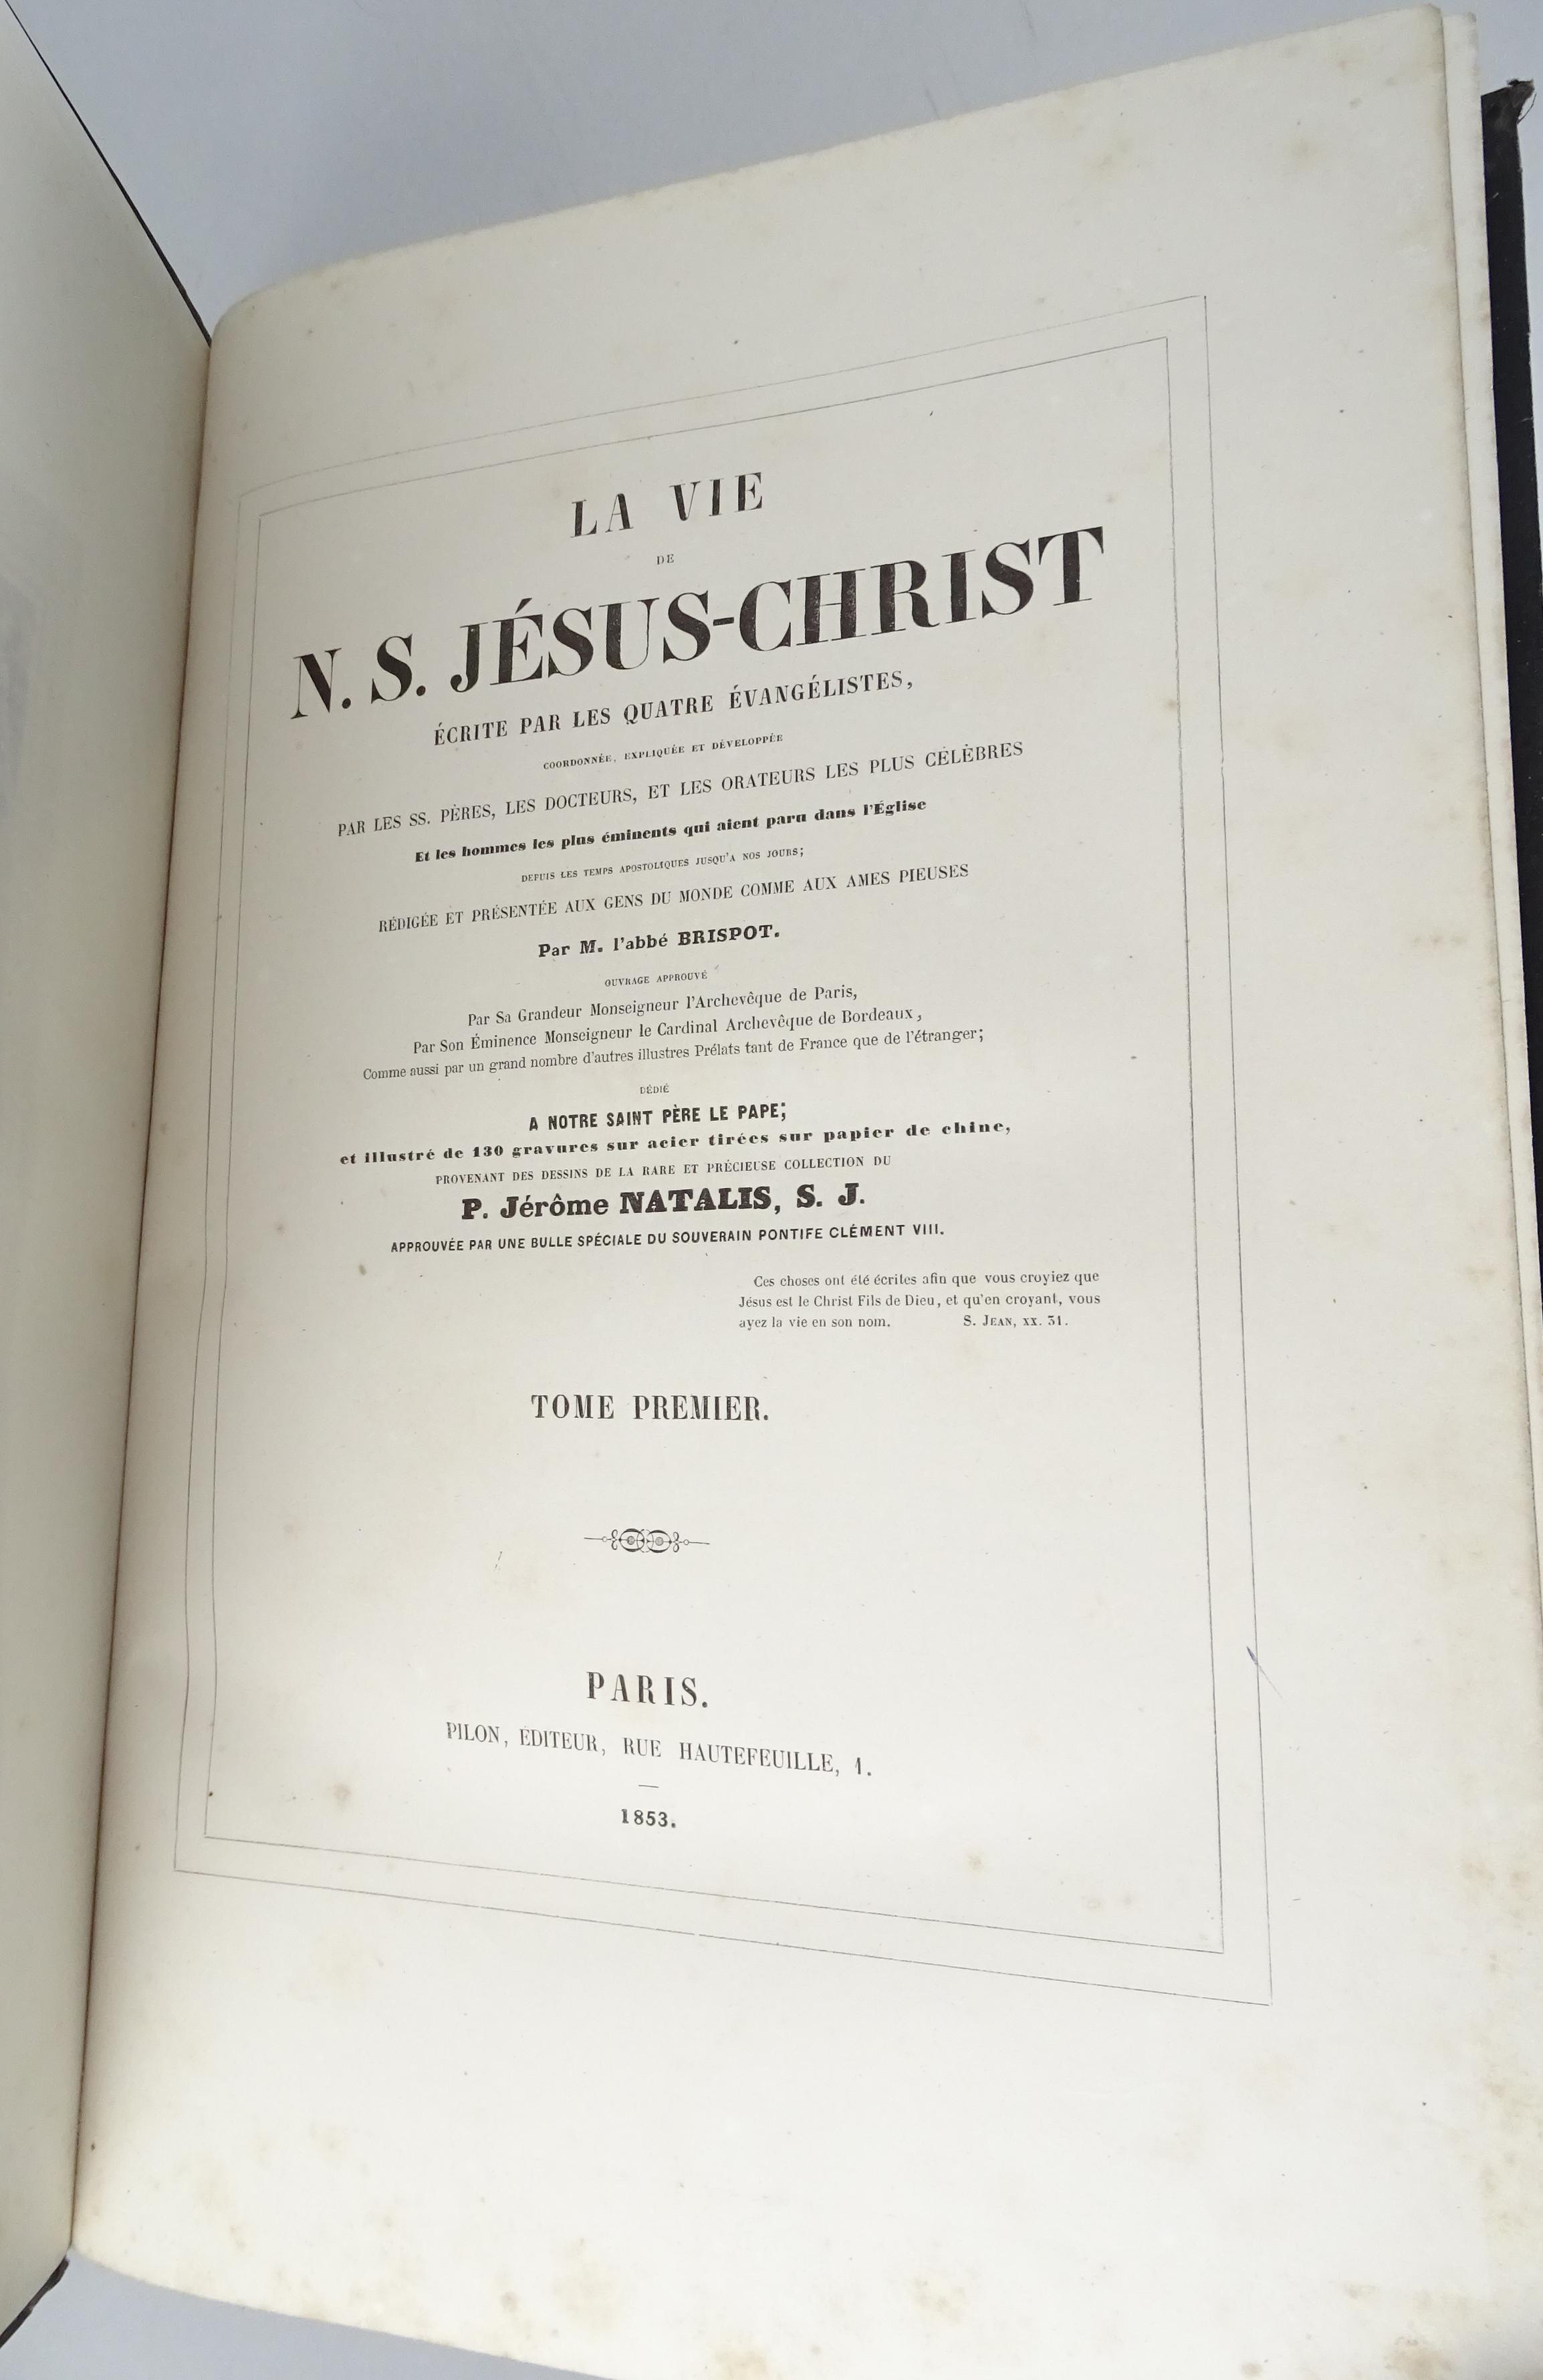 LA VIE
DE
N. S. JÉSUS-CHRIST
ÉCRITE PAR LES QUATRE ÉVANGÉLISTES,
COORDONNÉE, EXPLIQUÉE ET DÉVELOPPÉE
PAR LES SS. PÈRES, LES DOCTEURS, ET LES ORATEURS LES PLUS CÉLÈBRES
Et les hommes les plus éminents qui aient paru dans l'Église
DEPUIS LES TEMPS APOSTOLIQUES JUSQU'A NOS JOURS;
RÉDIGÉE ET PRÉSENTÉE AUX GENS DU MONDE COMME AUX AMES PIEUSES
Par M. l'abbé BRISPOT.
OUVRAGE APPROUVÉ
Par Sa Grandeur Monseigneur l'Archevêque de Paris,
Par Son Éminence Monseigneur le Cardinal Archevêque de Bordeaux,
Comme aussi par un grand nombre d'autres illustres Prélats tant de France que de l'étranger;
DÉDIÉ
A NOTRE SAINT PÈRE LE PAPE;
et illustré de 130 gravures sur acier tirées sur papier de chine,
PROVENANT DES DESSINS DE LA RARE ET PRÉCIEUSE COLLECTION DU
P. Jérôme NATALIS, S. J.
APPROUVÉE PAR UNE BULLE SPÉCIALE DU SOUVERAIN PONTIFE CLÉMENT VIII.
Ces choses ont été écrites afin que vous croyiez que
Jésus est le Christ Fils de Dieu, et qu'en croyant, vous
ayez la vie en son nom. S. JEAN, XX. 31.
TOME PREMIER.
PARIS.
PILON, ÉDITEUR, RUE HAUTEFEUILLE, 1.
1853.